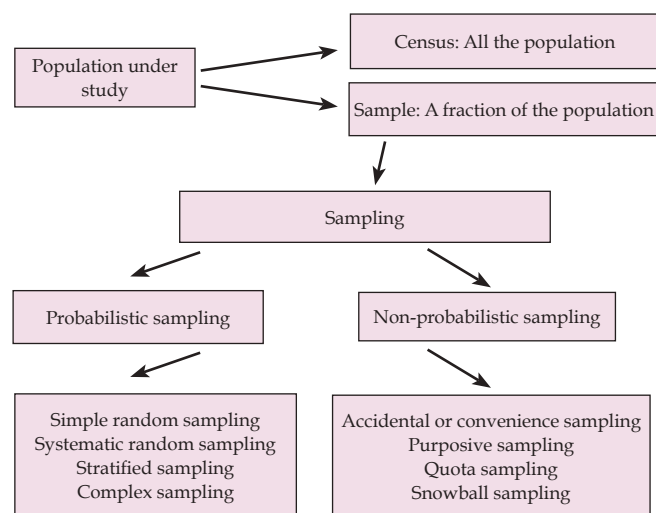 Census: All the population
Population under
study
Sample: A fraction of the population
Sampling
Probabilistic sampling
Non-probabilistic sampling
Simple random sampling
Systematic random sampling
Stratified sampling
Complex sampling
Accidental or convenience sampling
Purposive sampling
Quota sampling
Snowball sampling